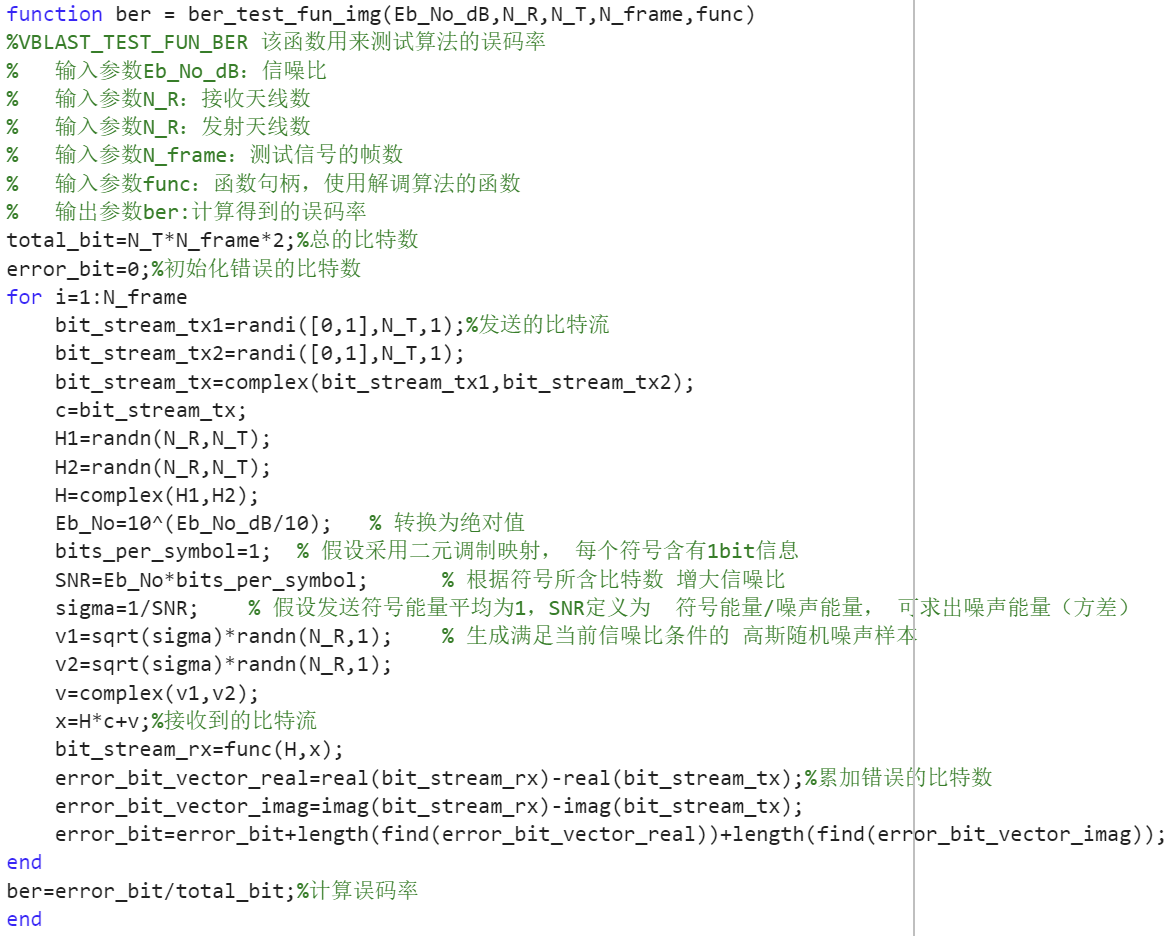 function ber = ber_test_fun_img(Eb_No_dB,N_R,N_T,N_frame,func)
%VBLAST_TEST_FUN_BER 该函数用来测试算法的误码率
%   输入参数Eb_No_dB：信噪比
%   输入参数N_R：接收天线数
%   输入参数N_R：发射天线数
%   输入参数N_frame：测试信号的帧数
%   输入参数func：函数句柄，使用解调算法的函数
%   输出参数ber:计算得到的误码率
total_bit=N_T*N_frame*2;%总的比特数
error_bit=0;%初始化错误的比特数
for i=1:N_frame
    bit_stream_tx1=randi([0,1],N_T,1);%发送的比特流
    bit_stream_tx2=randi([0,1],N_T,1);
    bit_stream_tx=complex(bit_stream_tx1,bit_stream_tx2);
    c=bit_stream_tx;
    H1=randn(N_R,N_T);
    H2=randn(N_R,N_T);
    H=complex(H1,H2);
    Eb_No=10^(Eb_No_dB/10);   % 转换为绝对值
    bits_per_symbol=1;  % 假设采用二元调制映射， 每个符号含有1bit信息
    SNR=Eb_No*bits_per_symbol;      % 根据符号所含比特数 增大信噪比
    sigma=1/SNR;    % 假设发送符号能量平均为1，SNR定义为  符号能量/噪声能量， 可求出噪声能量（方差）
    v1=sqrt(sigma)*randn(N_R,1);    % 生成满足当前信噪比条件的 高斯随机噪声样本
    v2=sqrt(sigma)*randn(N_R,1);
    v=complex(v1,v2);
    x=H*c+v;%接收到的比特流
    bit_stream_rx=func(H,x);
    error_bit_vector_real=real(bit_stream_rx)-real(bit_stream_tx);%累加错误的比特数
    error_bit_vector_imag=imag(bit_stream_rx)-imag(bit_stream_tx);
    error_bit=error_bit+length(find(error_bit_vector_real))+length(find(error_bit_vector_imag));
end
ber=error_bit/total_bit;%计算误码率
end